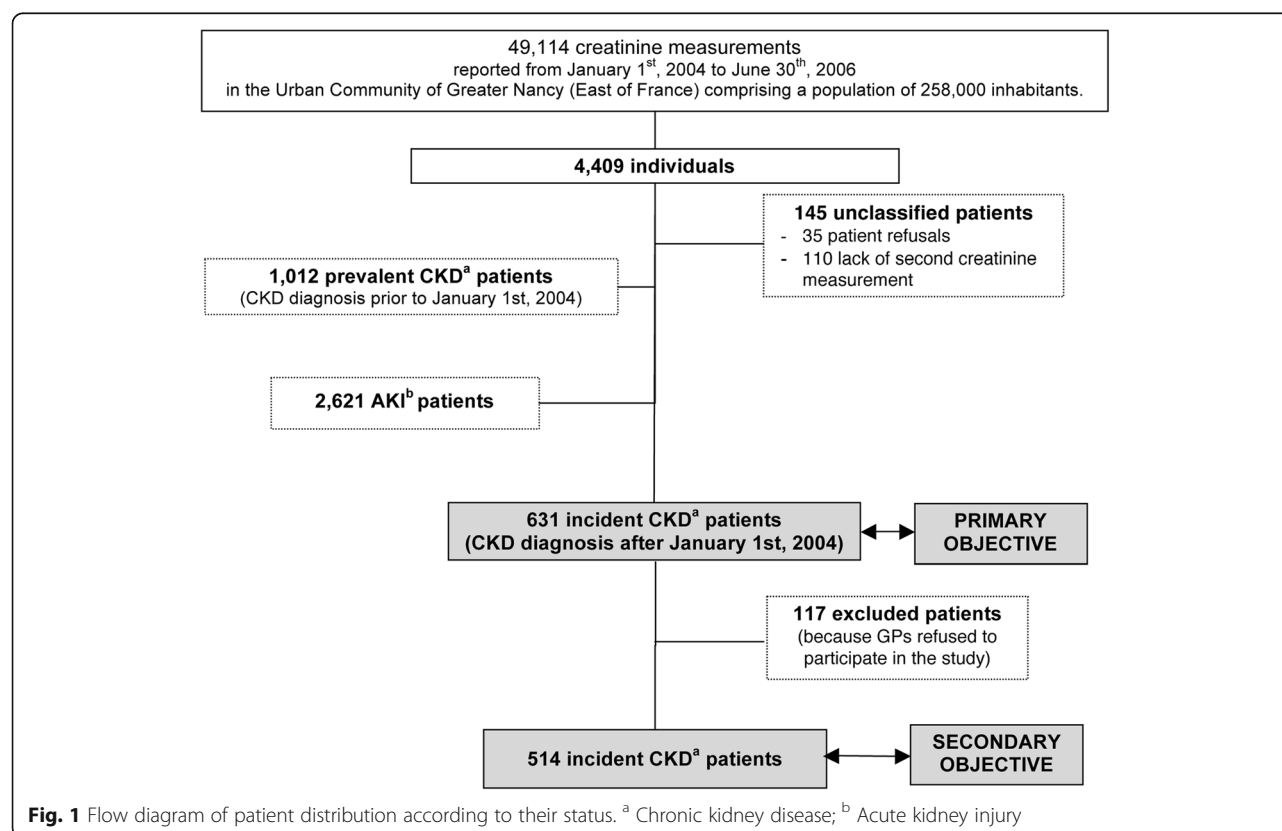 49,114 creatinine measurements
reported from January 1st, 2004 to June 30th, 2006
in the Urban Community of Greater Nancy (East of France) comprising a population of 258,000 inhabitants.
4,409 individuals
145 unclassified patients
- 35 patient refusals
- 110 lack of second creatinine
measurement
1,012 prevalent CKDa patients
(CKD diagnosis prior to January 1st, 2004)
2,621 AKIb patients
631 incident CKDa patients
(CKD diagnosis after January 1st, 2004)
PRIMARY
OBJECTIVE
117 excluded patients
(because GPs refused to
participate in the study)
514 incident CKDa patients
SECONDARY
OBJECTIVE
Fig. 1 Flow diagram of patient distribution according to their status. a Chronic kidney disease; b Acute kidney injury